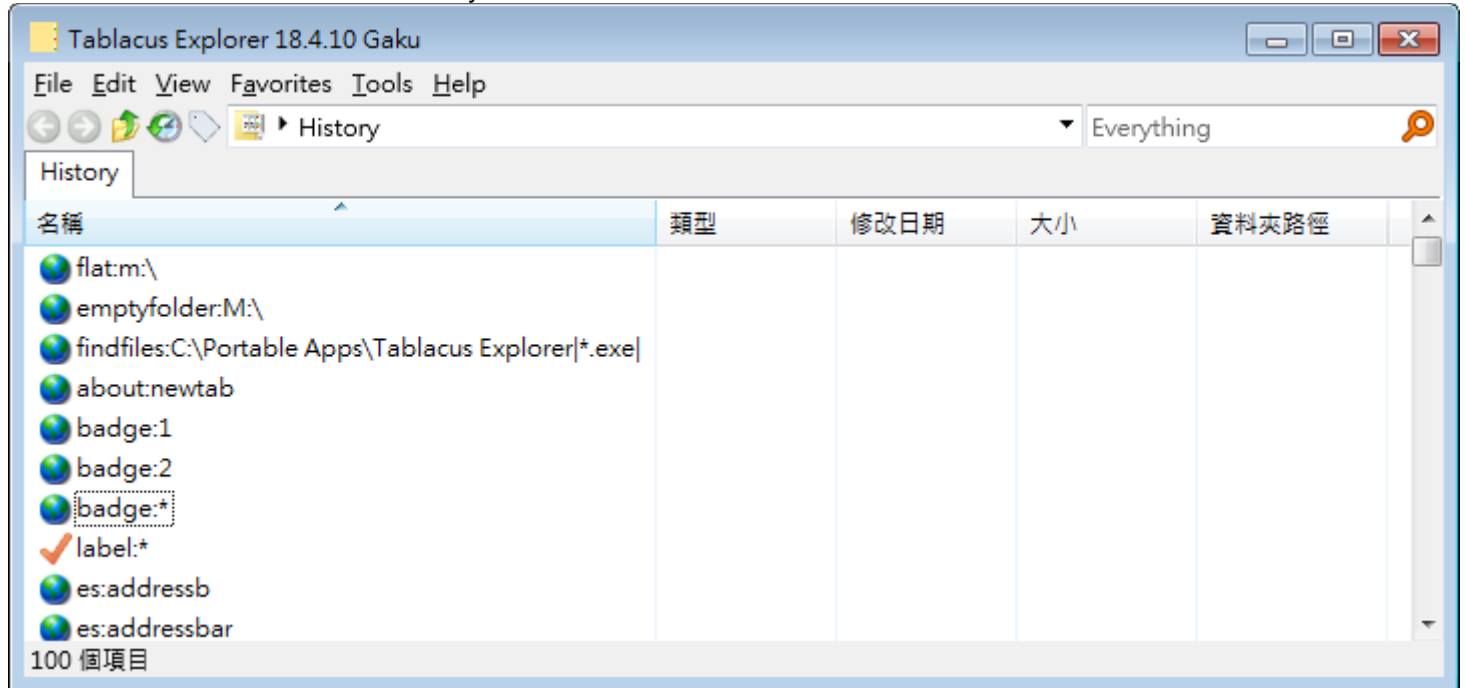 Tablacus Explorer 18.4.10 Gaku
File Edit View Favorites Tools Help
History Everything
History
名稱 類型 修改日期 大小 資料夾路徑
flat:m:\
emptyfolder:M:\
findfiles:C:\Portable Apps\Tablacus Explorer|*.exe|
about:newtab
badge:1
badge:2
badge:*
label:*
es:addressb
es:addressbar
100 個項目